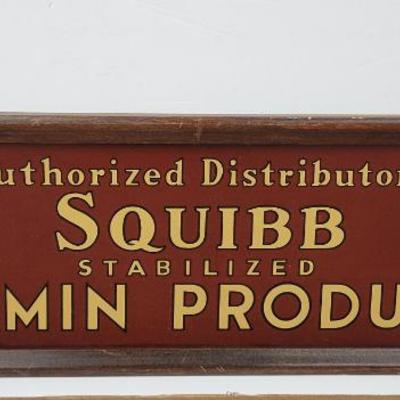 uthorized Distributor
SQUIBB
STABILIZED
MIN PRODU